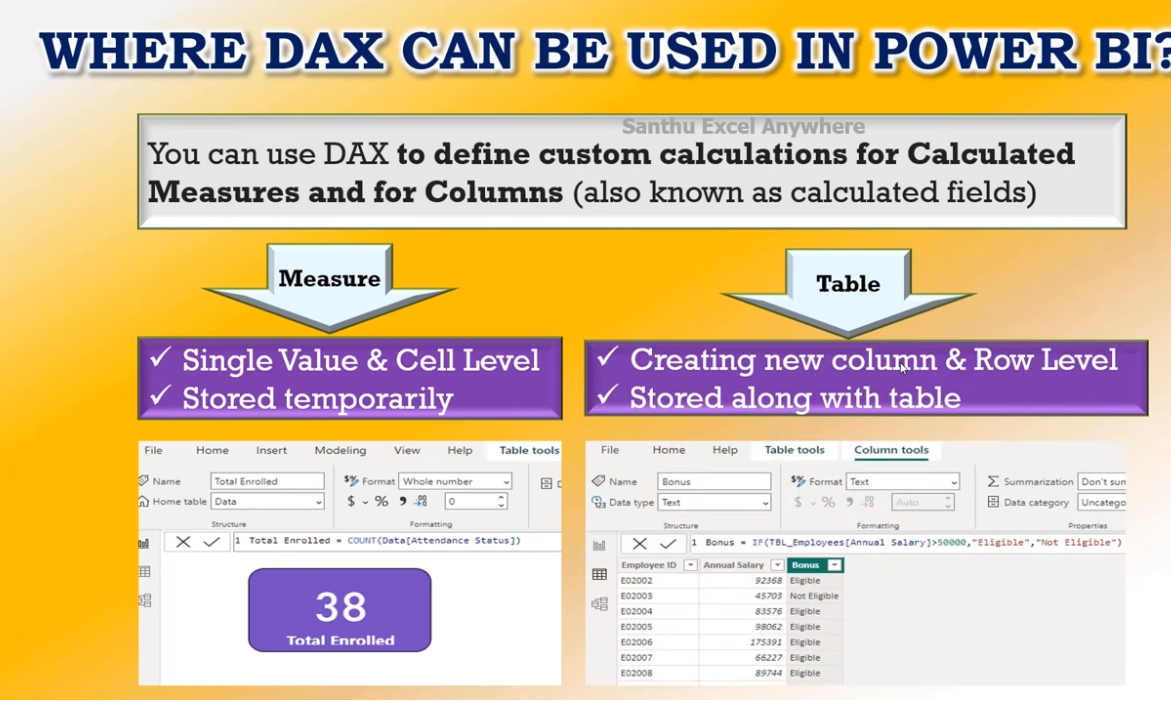 WHERE DAX CAN BE USED IN POWER BI?
Santhu Excel Anywhere
You can use DAX to define custom calculations for Calculated
Measures and for Columns (also known as calculated fields)
Measure
Table
✓ Single Value & Cell Level
✓ Stored temporarily
✓ Creating new column & Row Level
✓ Stored along with table
File Home Insert Modeling View Help Table tools
Name Total Enrolled $% Format Whole number
Home table Data $ % 9 .00 0
Structure Formatting
1 Total Enrolled = COUNT(Data[Attendance Status])
38
Total Enrolled
File Home Help Table tools Column tools
Name Bonus $% Format Text Σ Summarization Don't sun
Data type Text $ % 9 .00 Auto Data category Uncatego
Structure Formatting Properties
1 Bonus = IF(TBL_Employees[Annual Salary]>50000,"Eligible","Not Eligible")
Employee ID Annual Salary Bonus
E02002 92368 Eligible
E02003 45703 Not Eligible
E02004 83576 Eligible
E02005 98062 Eligible
E02006 175391 Eligible
E02007 66227 Eligible
E02008 89744 Eligible